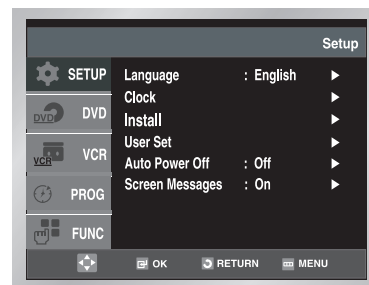 Setup
SETUP
DVD
DVD
VCR
VCR
PROG
FUNC
Language : English ►
Clock ►
Install ►
User Set ►
Auto Power Off : Off ►
Screen Messages : On ►
OK RETURN MENU